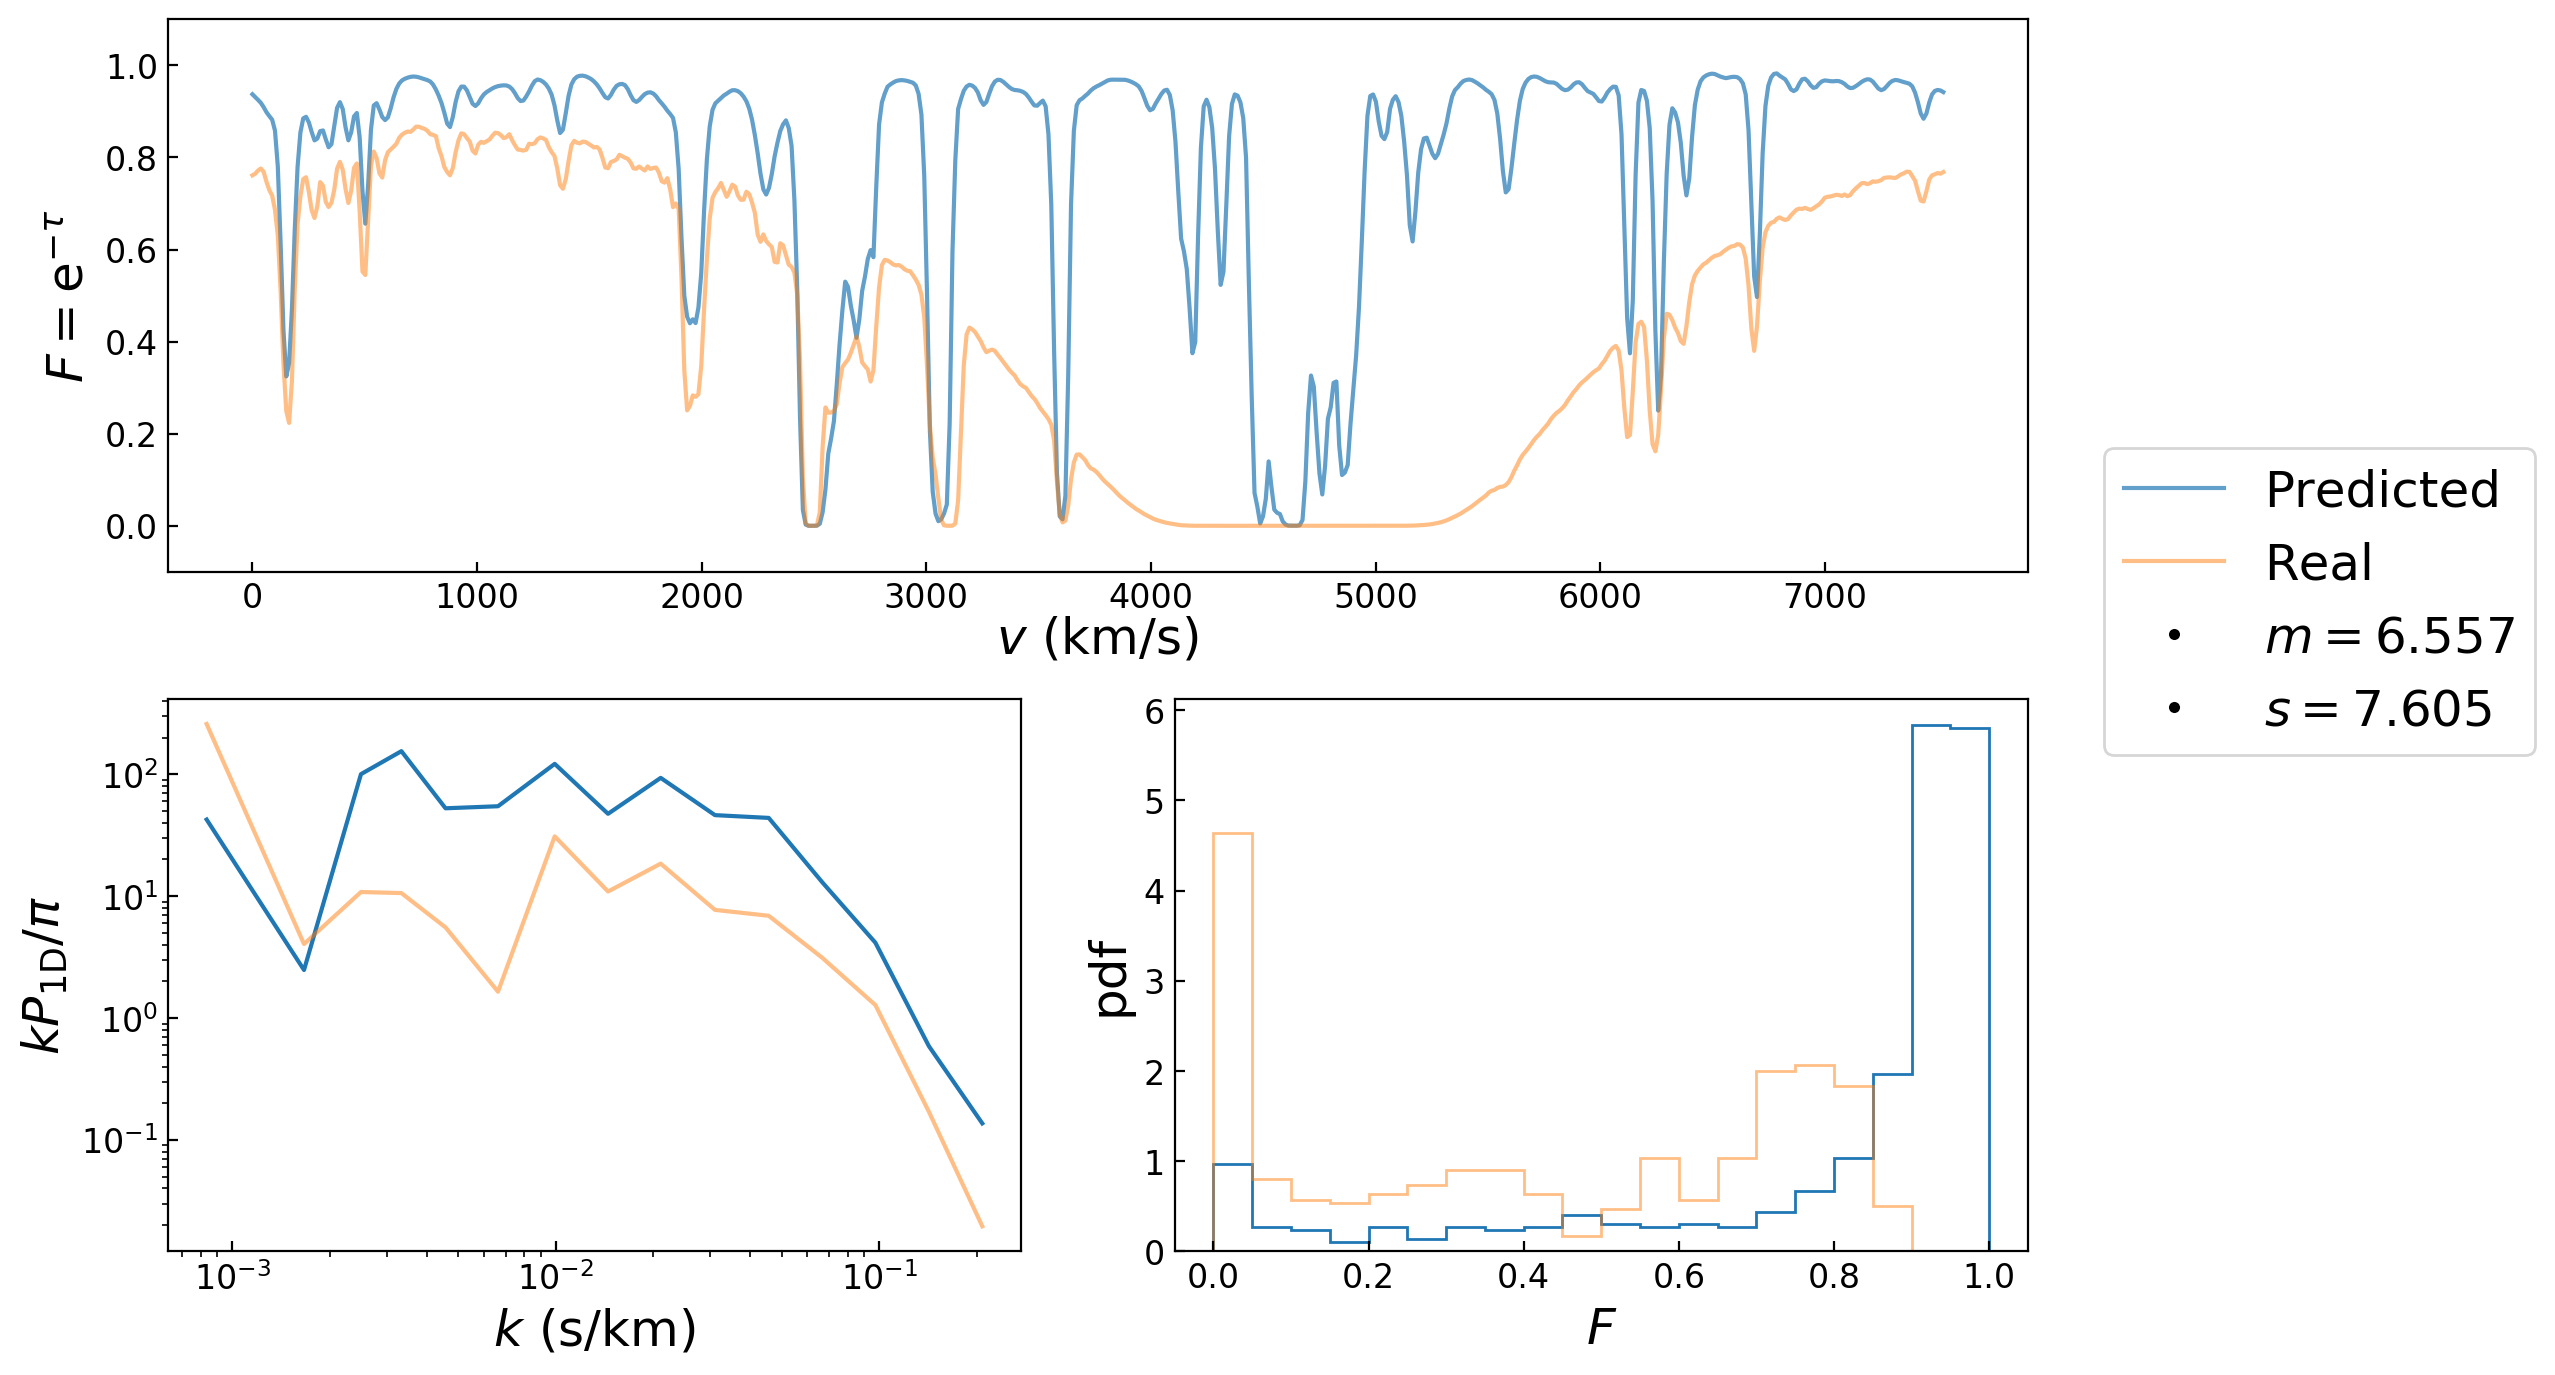 1.0
0.8
0.6
0.4
0.2
0.0
F = e^{−τ}
0 1000 2000 3000 4000 5000 6000 7000
v (km/s)
Predicted
Real
m = 6.557
s = 7.605
10^2
10^1
10^0
10^{−1}
kP_{1D}/π
10^{−3} 10^{−2} 10^{−1}
k (s/km)
6
5
4
3
2
1
0
pdf
0.0 0.2 0.4 0.6 0.8 1.0
F